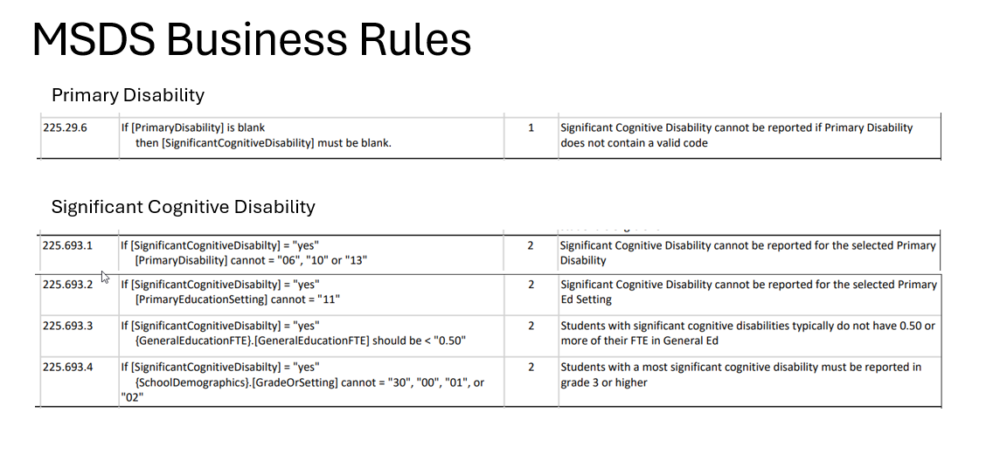 MSDS Business Rules
Primary Disability
225.29.6 If [PrimaryDisability] is blank 1 Significant Cognitive Disability cannot be reported if Primary Disability
then [SignificantCognitiveDisability] must be blank. does not contain a valid code
Significant Cognitive Disability
225.693.1 If [SignificantCognitiveDisabilty] = "yes" 2 Significant Cognitive Disability cannot be reported for the selected Primary
[PrimaryDisability] cannot = "06", "10" or "13" Disability
225.693.2 If [SignificantCognitiveDisabilty] = "yes" 2 Significant Cognitive Disability cannot be reported for the selected Primary
[PrimaryEducationSetting] cannot = "11" Ed Setting
225.693.3 If [SignificantCognitiveDisabilty] = "yes" 2 Students with significant cognitive disabilities typically do not have 0.50 or
{GeneralEducationFTE}.[GeneralEducationFTE] should be < "0.50" more of their FTE in General Ed
225.693.4 If [SignificantCognitiveDisabilty] = "yes" 2 Students with a most significant cognitive disability must be reported in
{SchoolDemographics}.[GradeOrSetting] cannot = "30", "00", "01", or grade 3 or higher
"02"